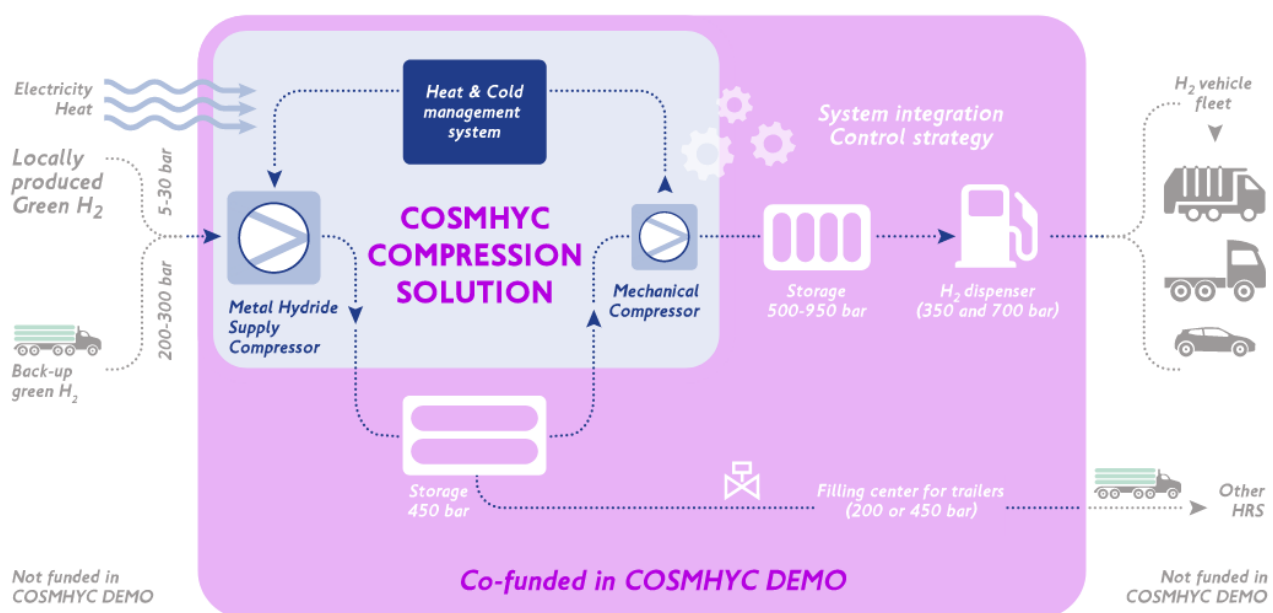 Electricity
Heat
Locally
produced
Green H₂
5-30 bar
200-300 bar
Back-up
green H₂
Not funded in
COSMHYC DEMO
Heat & Cold
management
system
COSMHYC
COMPRESSION
SOLUTION
Metal Hydride
Supply
Compressor
Mechanical
Compressor
System integration
Control strategy
Storage
500-950 bar
H₂ dispenser
(350 and 700 bar)
Storage
450 bar
Filling center for trailers
(200 or 450 bar)
Co-funded in COSMHYC DEMO
H₂ vehicle
fleet
Other
HRS
Not funded in
COSMHYC DEMO